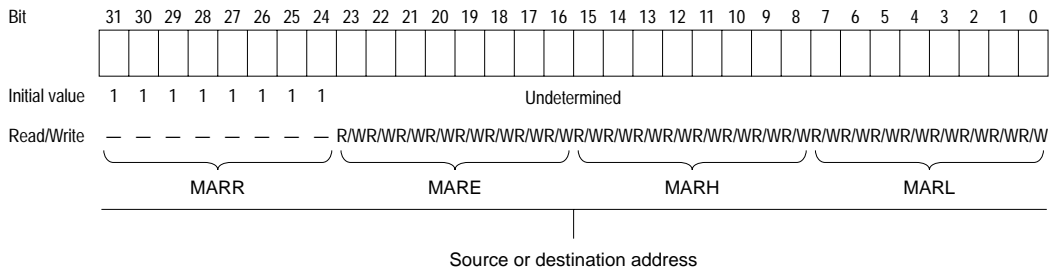 Bit 31 30 29 28 27 26 25 24 23 22 21 20 19 18 17 16 15 14 13 12 11 10 9 8 7 6 5 4 3 2 1 0
Initial value 1 1 1 1 1 1 1 1 Undetermined
Read/Write — — — — — — — — R/W R/W R/W R/W R/W R/W R/W R/W R/W R/W R/W R/W R/W R/W R/W R/W R/W R/W R/W R/W R/W R/W R/W R/W
MARR MARE MARH MARL
Source or destination address